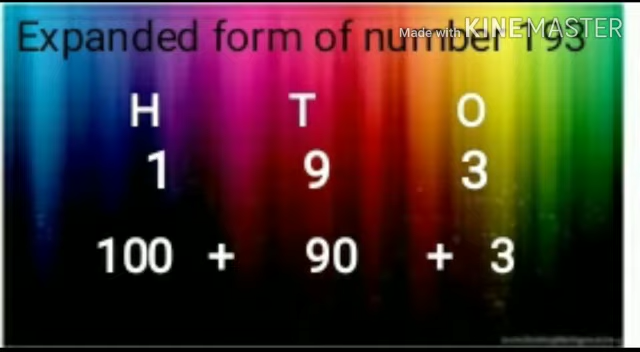 Expanded form of number 193
Made with KINEMASTER
H T O
1 9 3
100 + 90 + 3